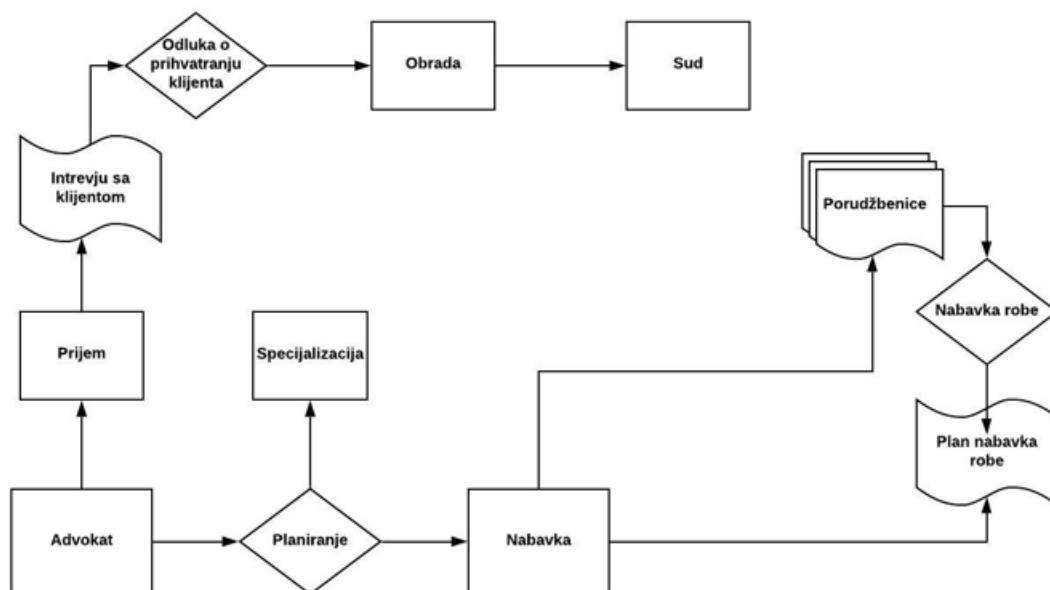 Odluka o
prihvatranju
klijenta
Obrada
Sud
Intrevju sa
klijentom
Porudžbenice
Nabavka robe
Prijem
Specijalizacija
Plan nabavka
robe
Advokat
Planiranje
Nabavka